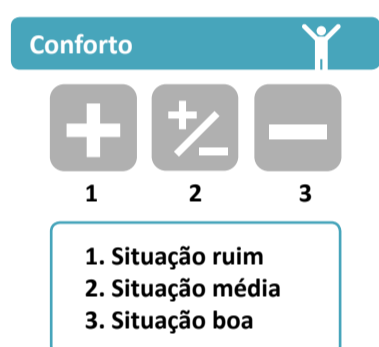 Conforto
1 2 3
1. Situação ruim
2. Situação média
3. Situação boa